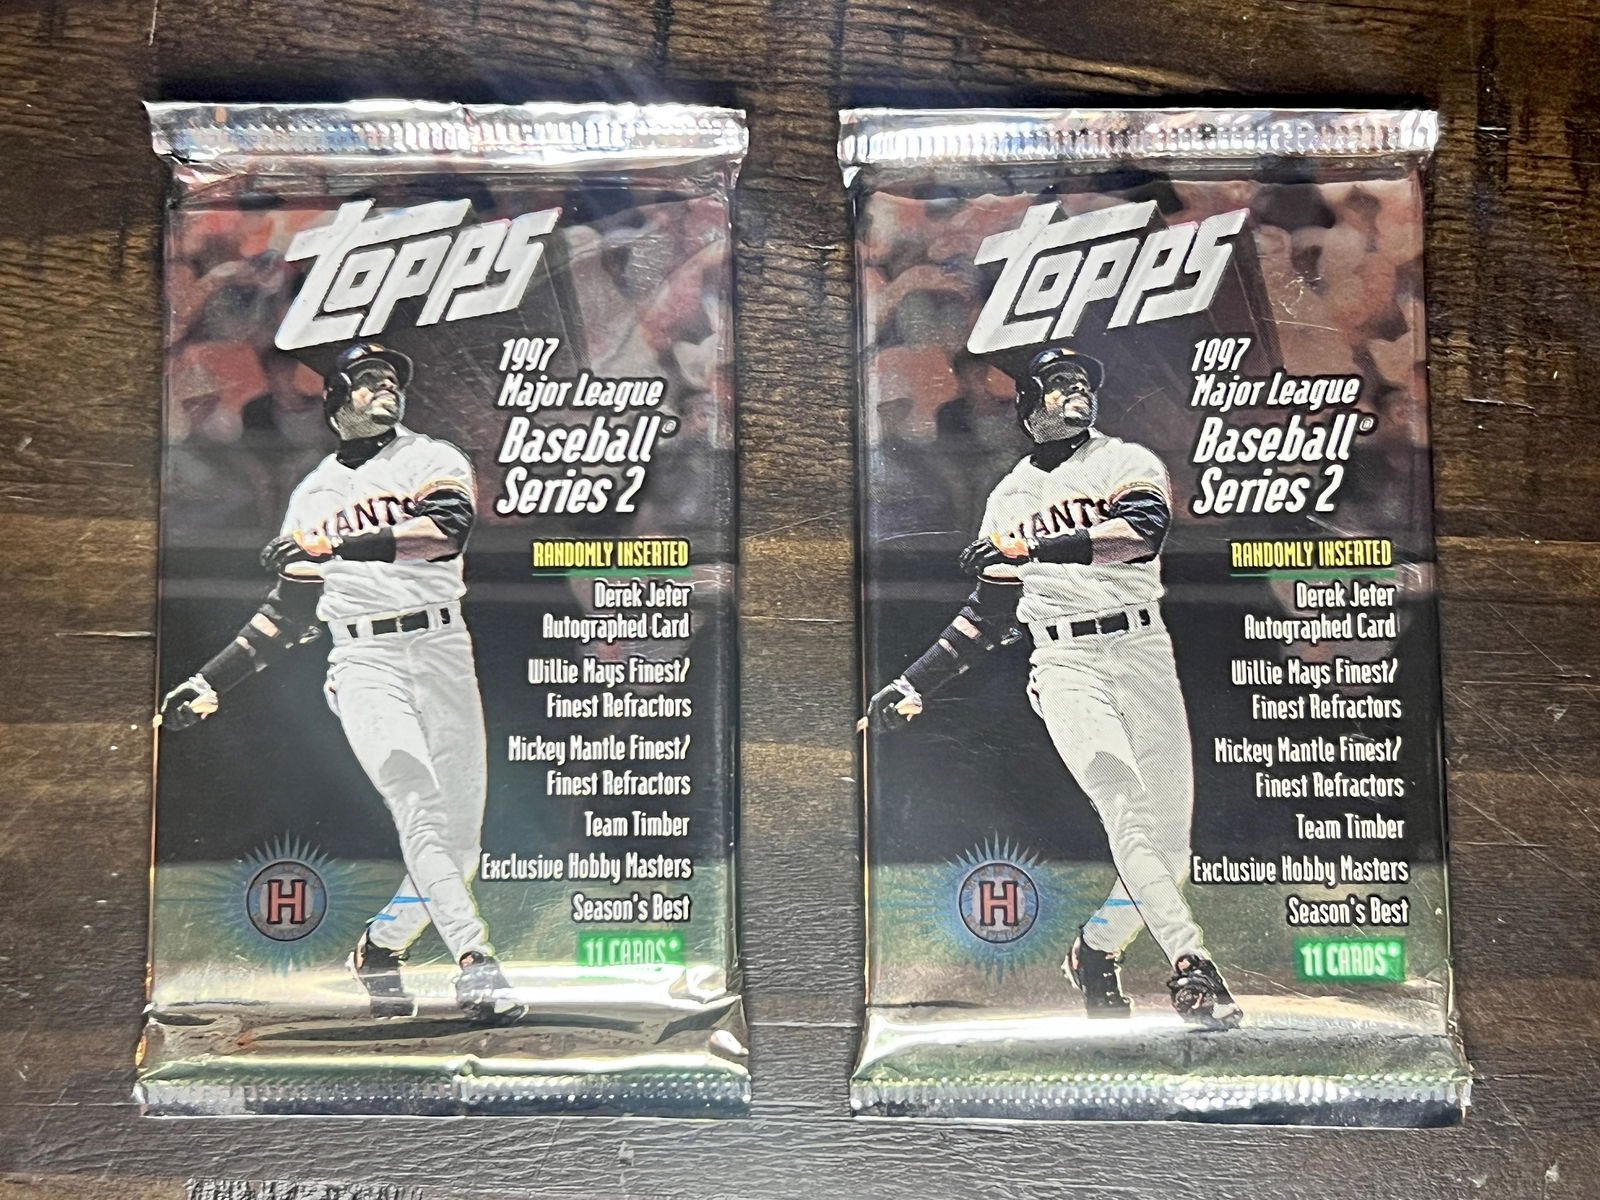 Topps
1997
Major League
Baseball®
Series 2
RANDOMLY INSERTED
Derek Jeter
Autographed Card
Willie Mays Finest/
Finest Refractors
Mickey Mantle Finest/
Finest Refractors
Team Timber
Exclusive Hobby Masters
Season's Best
11 CARDS*
GIANTS
H
Topps
1997
Major League
Baseball®
Series 2
RANDOMLY INSERTED
Derek Jeter
Autographed Card
Willie Mays Finest/
Finest Refractors
Mickey Mantle Finest/
Finest Refractors
Team Timber
Exclusive Hobby Masters
Season's Best
11 CARDS*
GIANTS
H